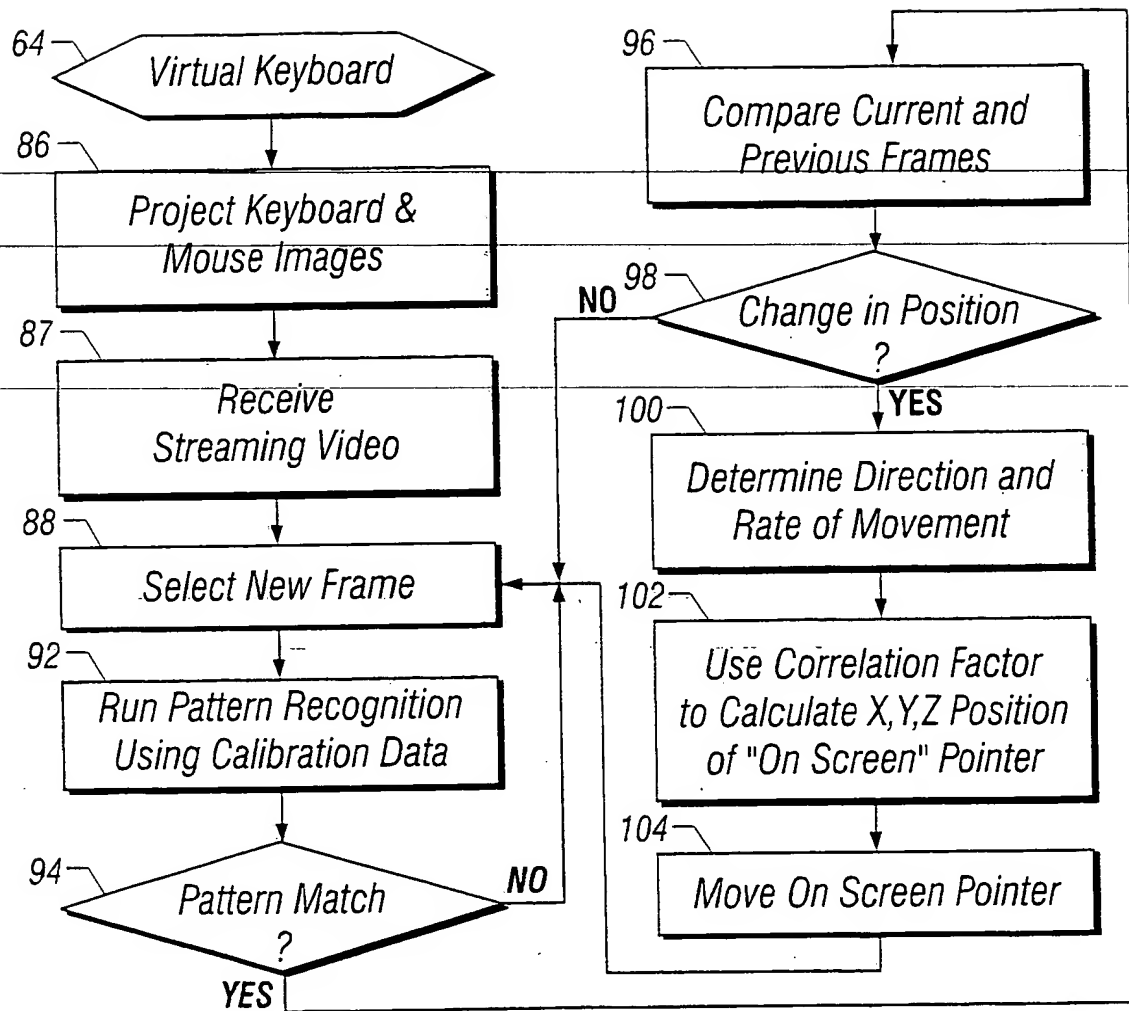 64
Virtual Keyboard
86
Project Keyboard &
Mouse Images
87
Receive
Streaming Video
88
Select New Frame
92
Run Pattern Recognition
Using Calibration Data
94
Pattern Match
?
NO
YES
96
Compare Current and
Previous Frames
98
NO
Change in Position
?
YES
100
Determine Direction and
Rate of Movement
102
Use Correlation Factor
to Calculate X,Y,Z Position
of "On Screen" Pointer
104
Move On Screen Pointer